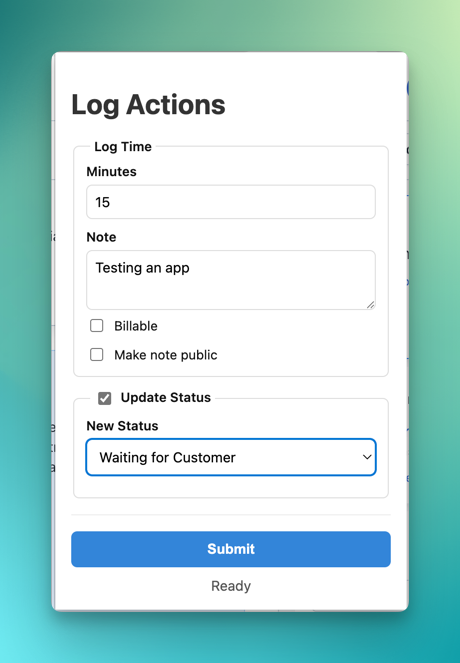 Log Actions
Log Time
Minutes
15
Note
Testing an app
Billable
Make note public
Update Status
New Status
Waiting for Customer
Submit
Ready